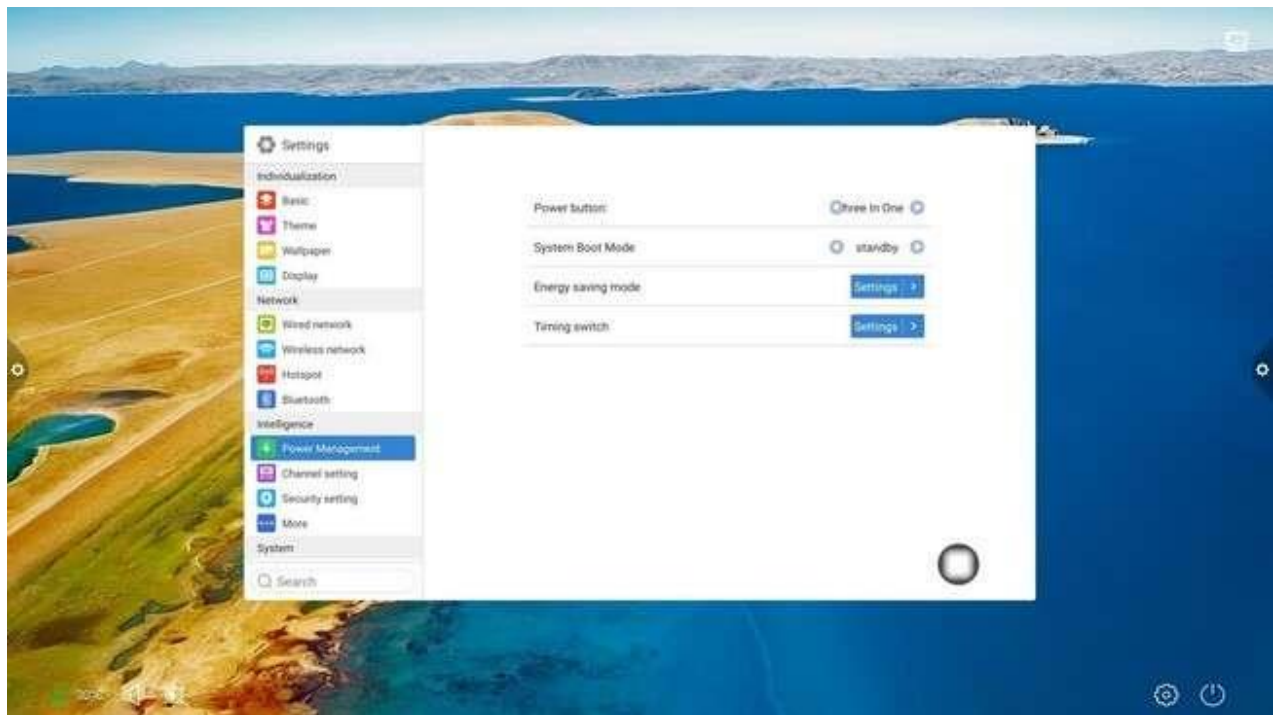 Settings
Individualization
Basic
Theme
Wallpaper
Display
Network
Wired network
Wireless network
Hotspot
Bluetooth
Intelligence
Power Management
Channel setting
Security setting
More
System
Search
Power button:
hree In One
System Boot Mode
standby
Energy saving mode
Settings
Timing switch
Settings